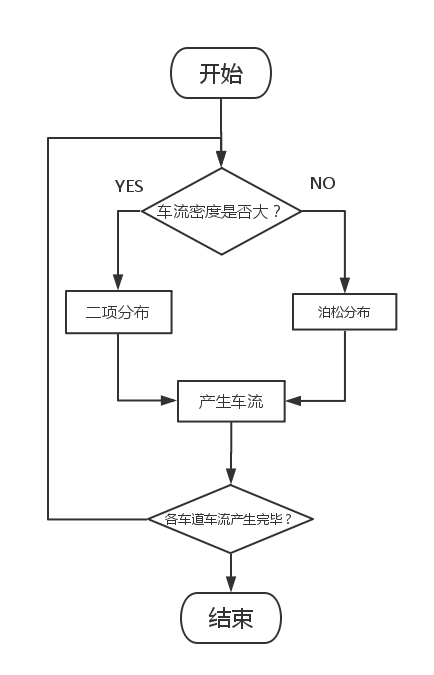 开始
YES
NO
车流密度是否大？
二项分布
泊松分布
产生车流
各车道车流产生完毕？
结束